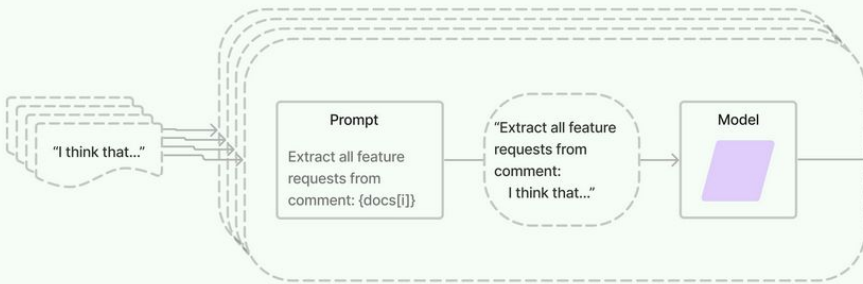 “I think that...”
Prompt
Extract all feature
requests from
comment: {docs[i]}
“Extract all feature
requests from
comment:
I think that...”
Model